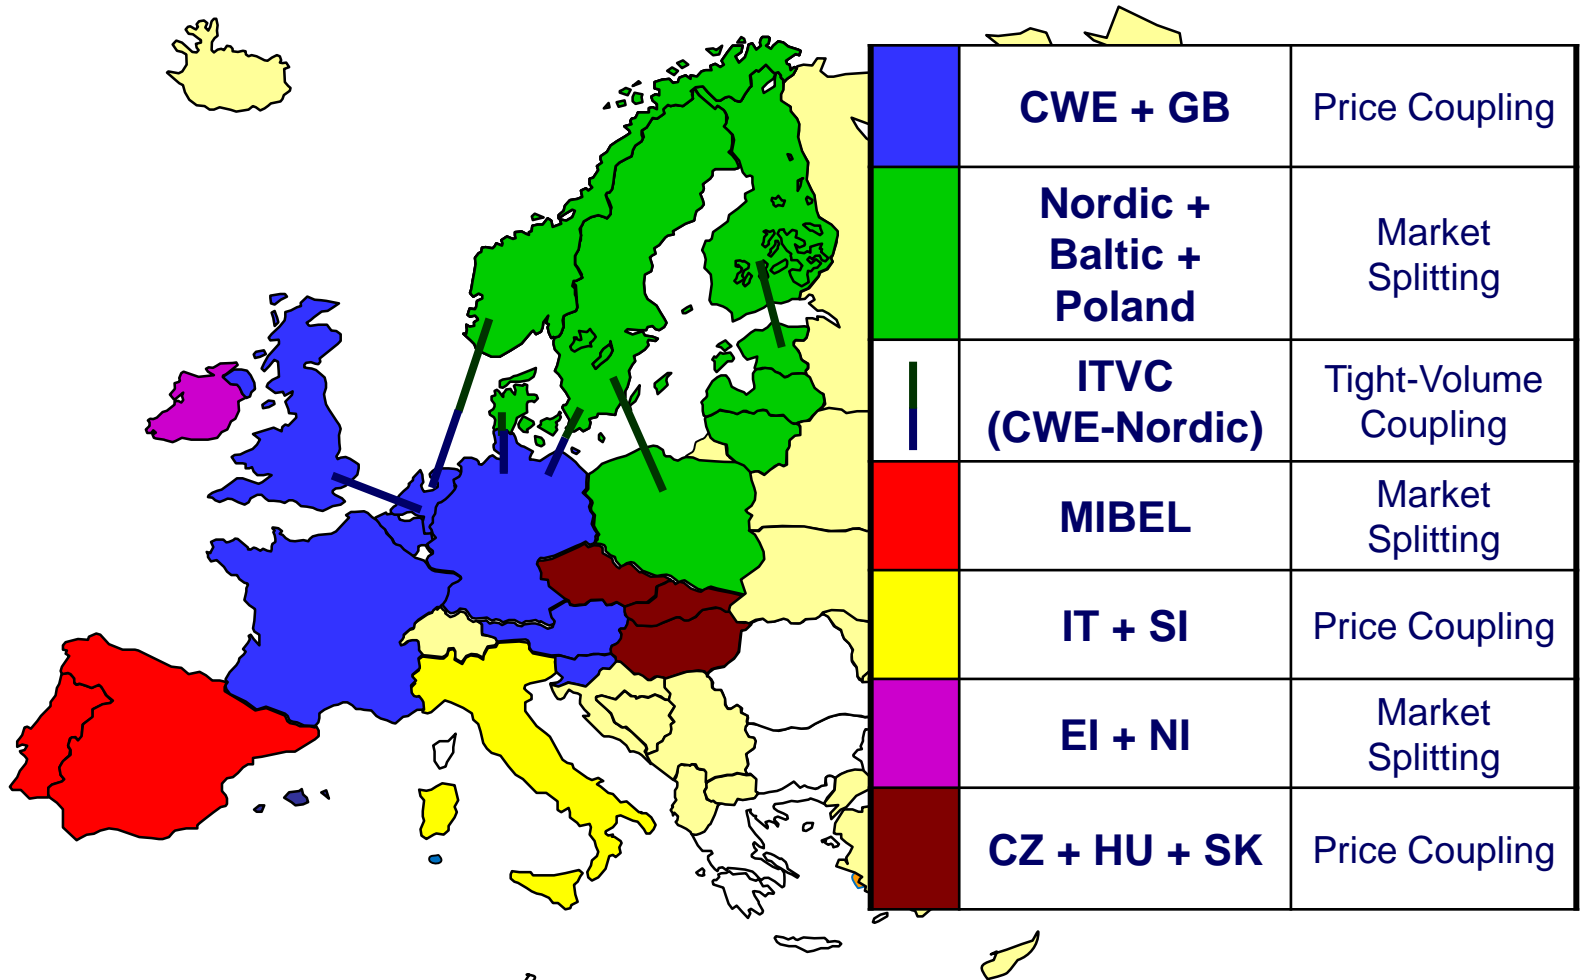 CWE + GB
Price Coupling
Nordic +
Baltic +
Poland
Market
Splitting
ITVC
(CWE-Nordic)
Tight-Volume
Coupling
MIBEL
Market
Splitting
IT + SI
Price Coupling
EI + NI
Market
Splitting
CZ + HU + SK
Price Coupling